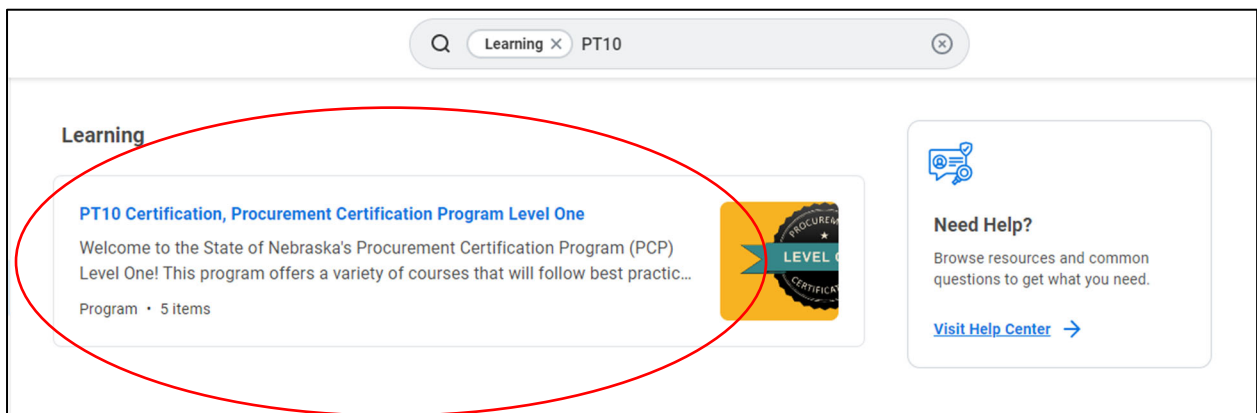 Learning × PT10
Learning
PT10 Certification, Procurement Certification Program Level One
Welcome to the State of Nebraska's Procurement Certification Program (PCP)
Level One! This program offers a variety of courses that will follow best practic...
Program • 5 items
LEVEL
Need Help?
Browse resources and common
questions to get what you need.
Visit Help Center →